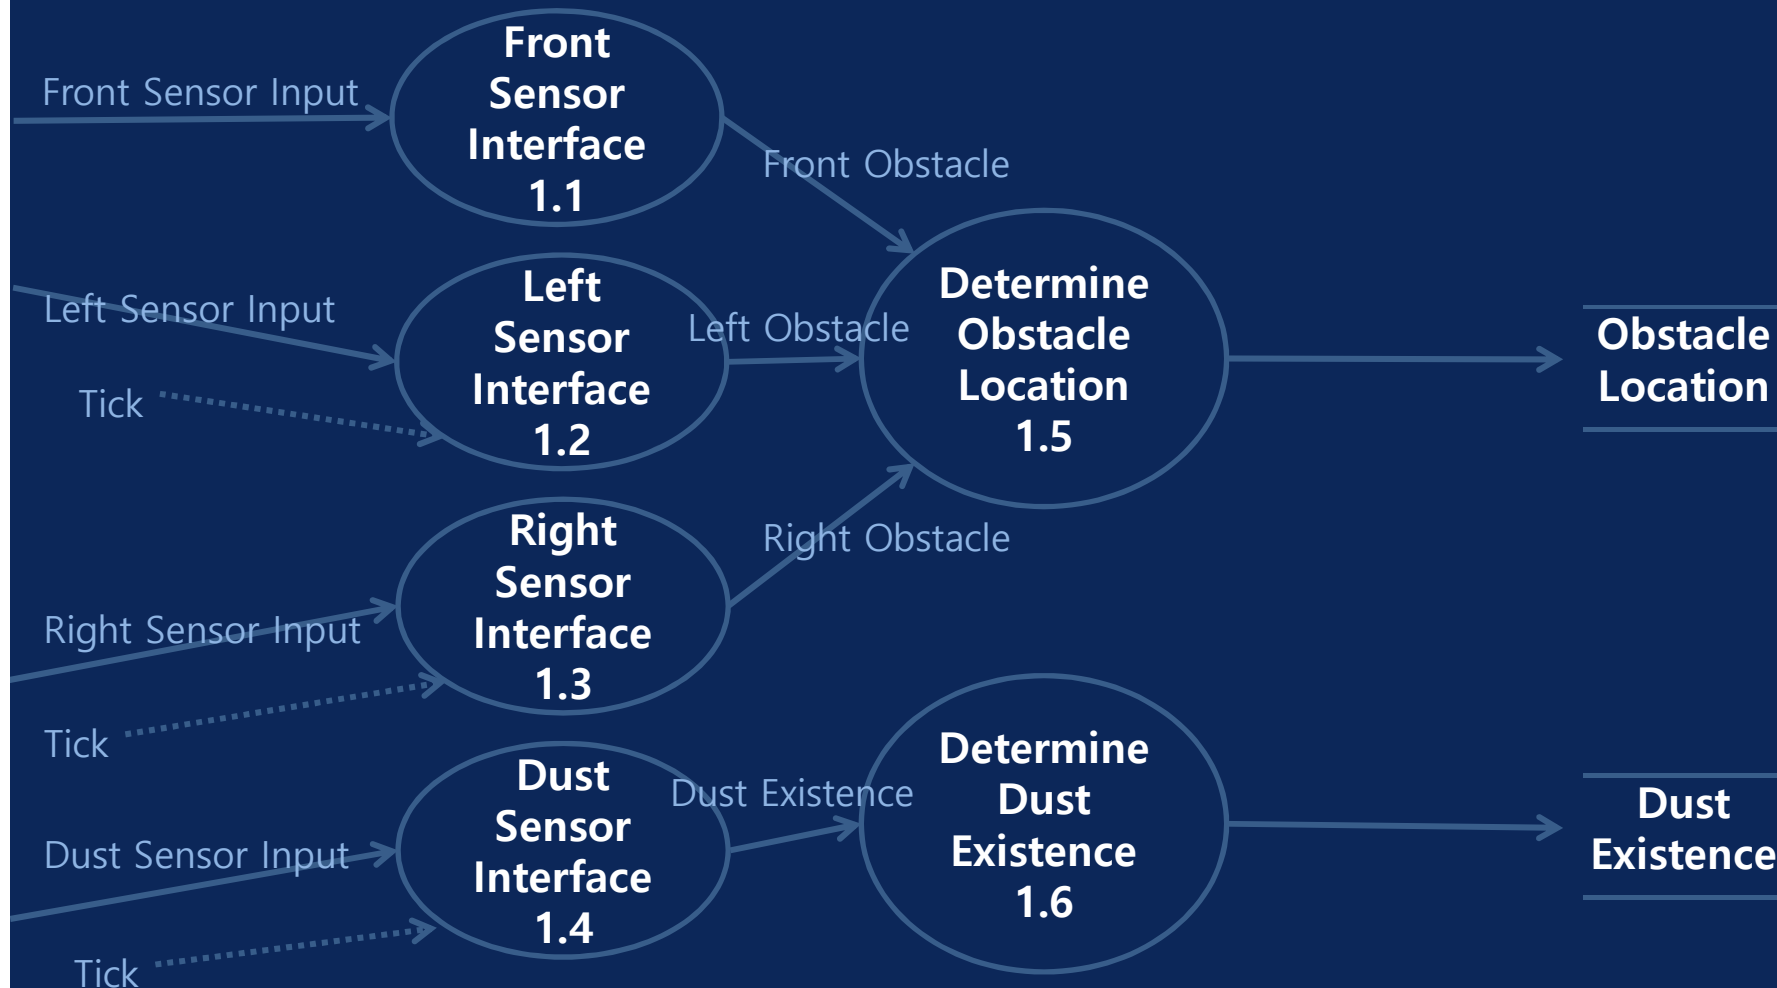 Front Sensor Input
Front
Sensor
Interface
1.1
Front Obstacle
Left Sensor Input
Tick
Left
Sensor
Interface
1.2
Left Obstacle
Determine
Obstacle
Location
1.5
Obstacle
Location
Right Sensor Input
Tick
Right
Sensor
Interface
1.3
Right Obstacle
Dust Sensor Input
Tick
Dust
Sensor
Interface
1.4
Dust Existence
Determine
Dust
Existence
1.6
Dust
Existence